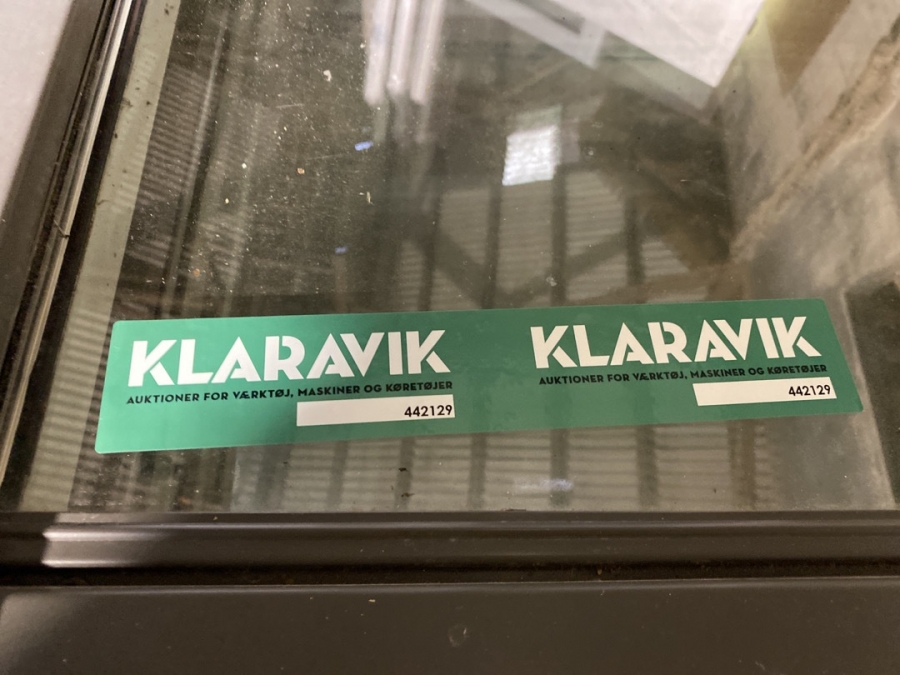 KLARAVIK
AUKTIONER FOR VÆRKTØJ, MASKINER OG KØRETØJER
442129
KLARAVIK
AUKTIONER FOR VÆRKTØJ, MASKINER OG KØRETØJER
442129